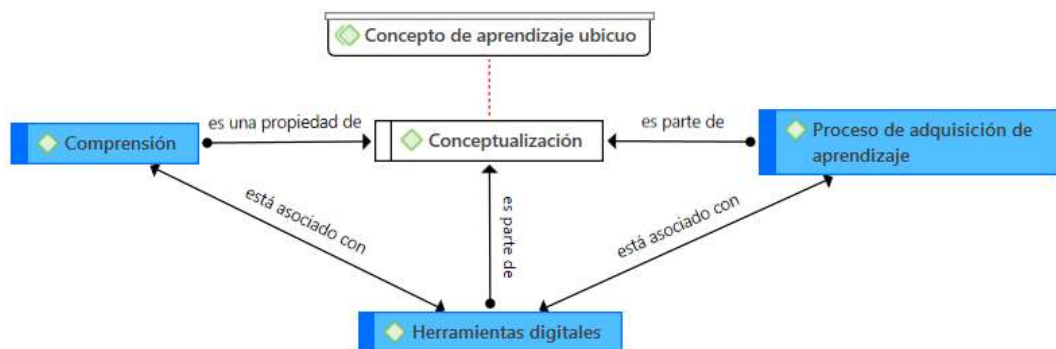 Concepto de aprendizaje ubicuo
es una propiedad de
es parte de
Comprensión
Conceptualización
Proceso de adquisición de
aprendizaje
está asociado con
es parte de
está asociado con
Herramientas digitales